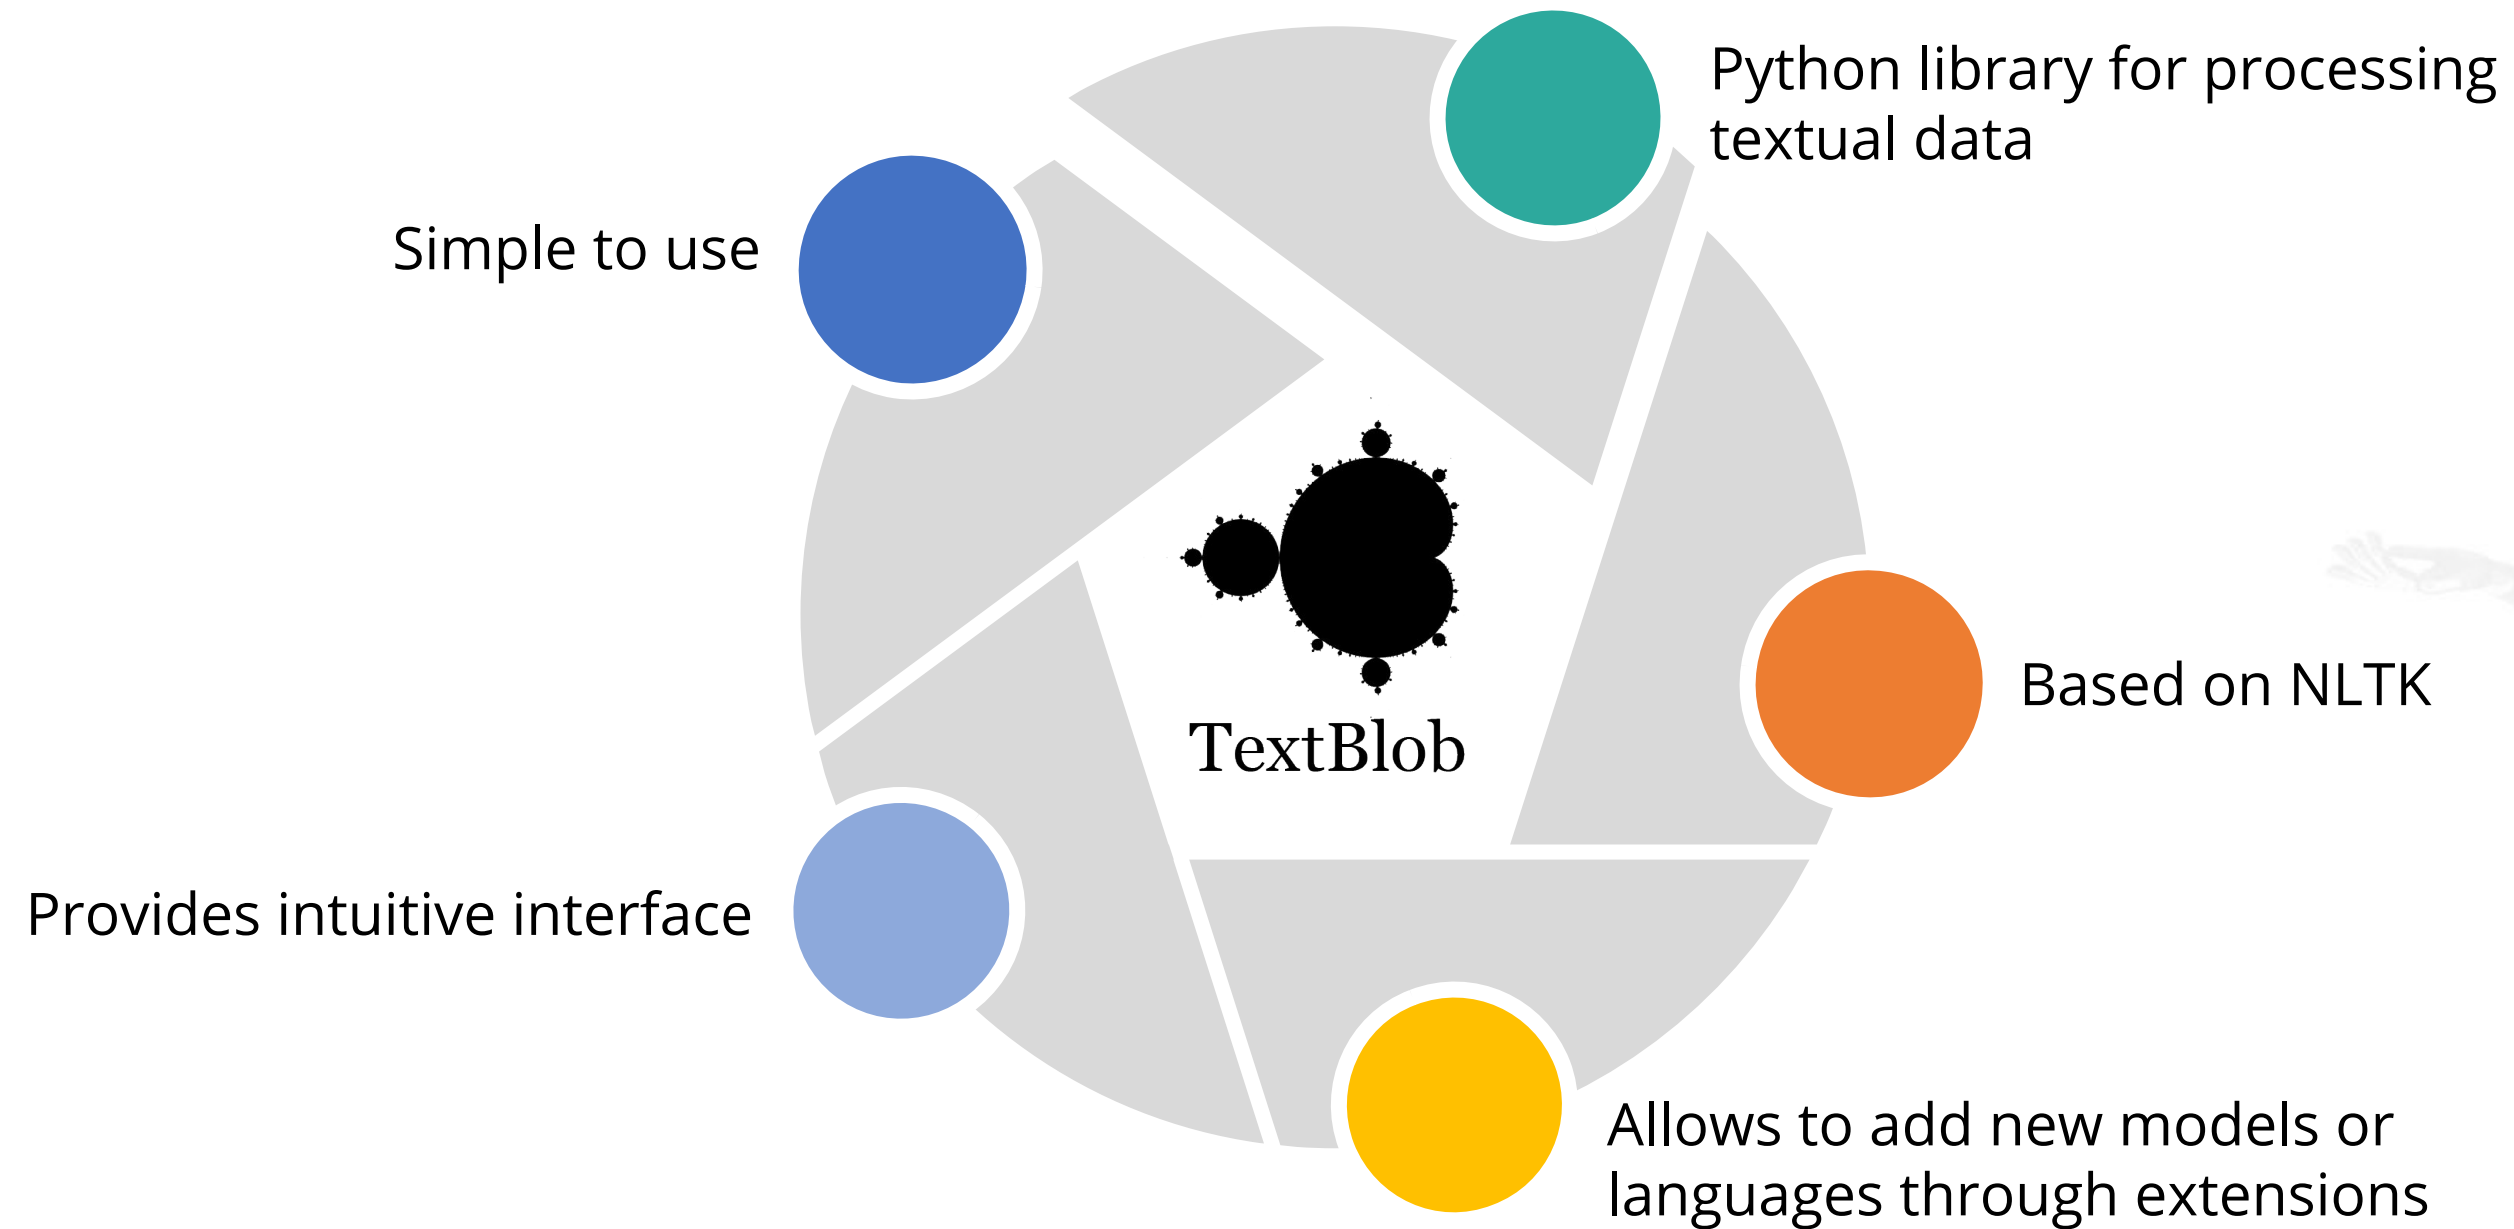 Python library for processing
textual data
Simple to use
Based on NLTK
TextBlob
Provides intuitive interface
Allows to add new models or
languages through extensions